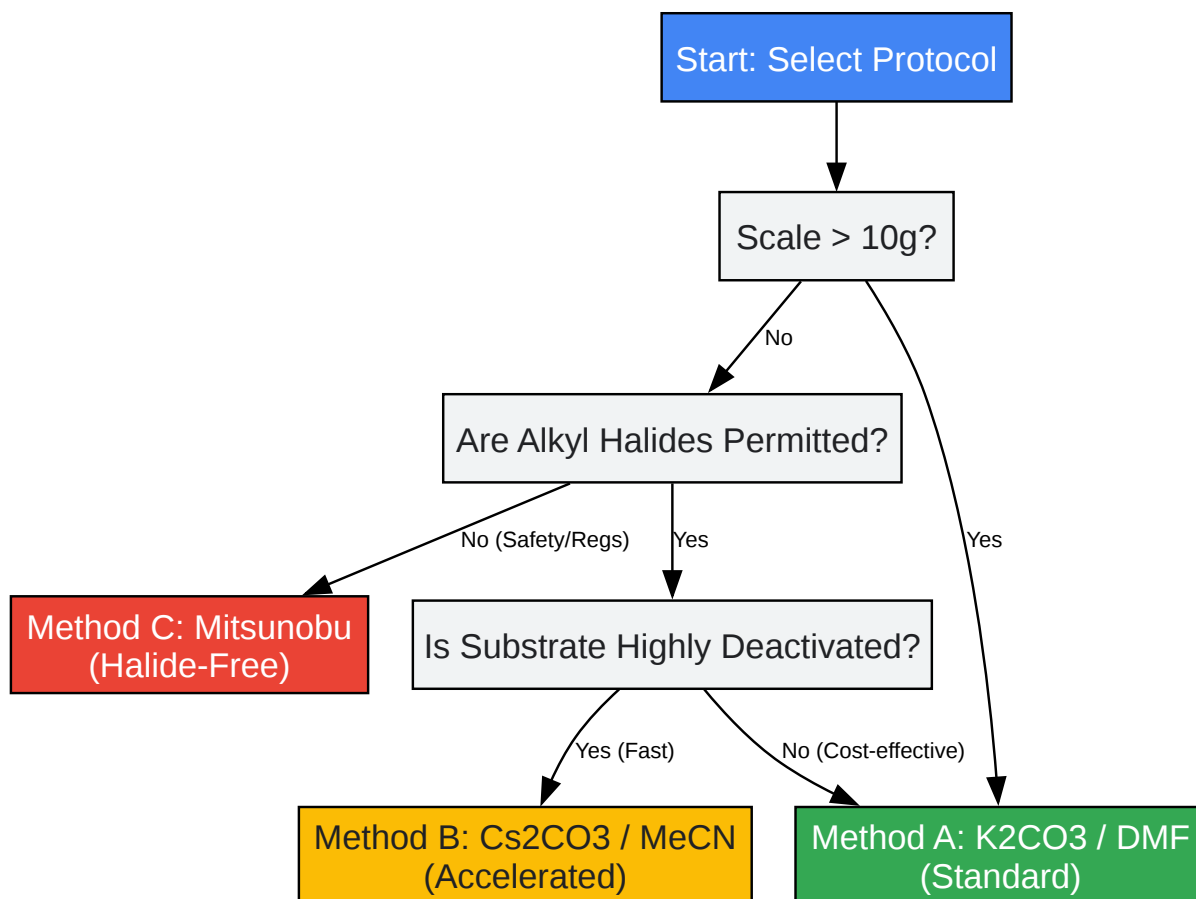 Start: Select Protocol
Scale > 10g?
No
Are Alkyl Halides Permitted?
No (Safety/Regs)
Yes
Yes
Method C: Mitsunobu
(Halide-Free)
Is Substrate Highly Deactivated?
Yes (Fast)
No (Cost-effective)
Method B: Cs2CO3 / MeCN
(Accelerated)
Method A: K2CO3 / DMF
(Standard)